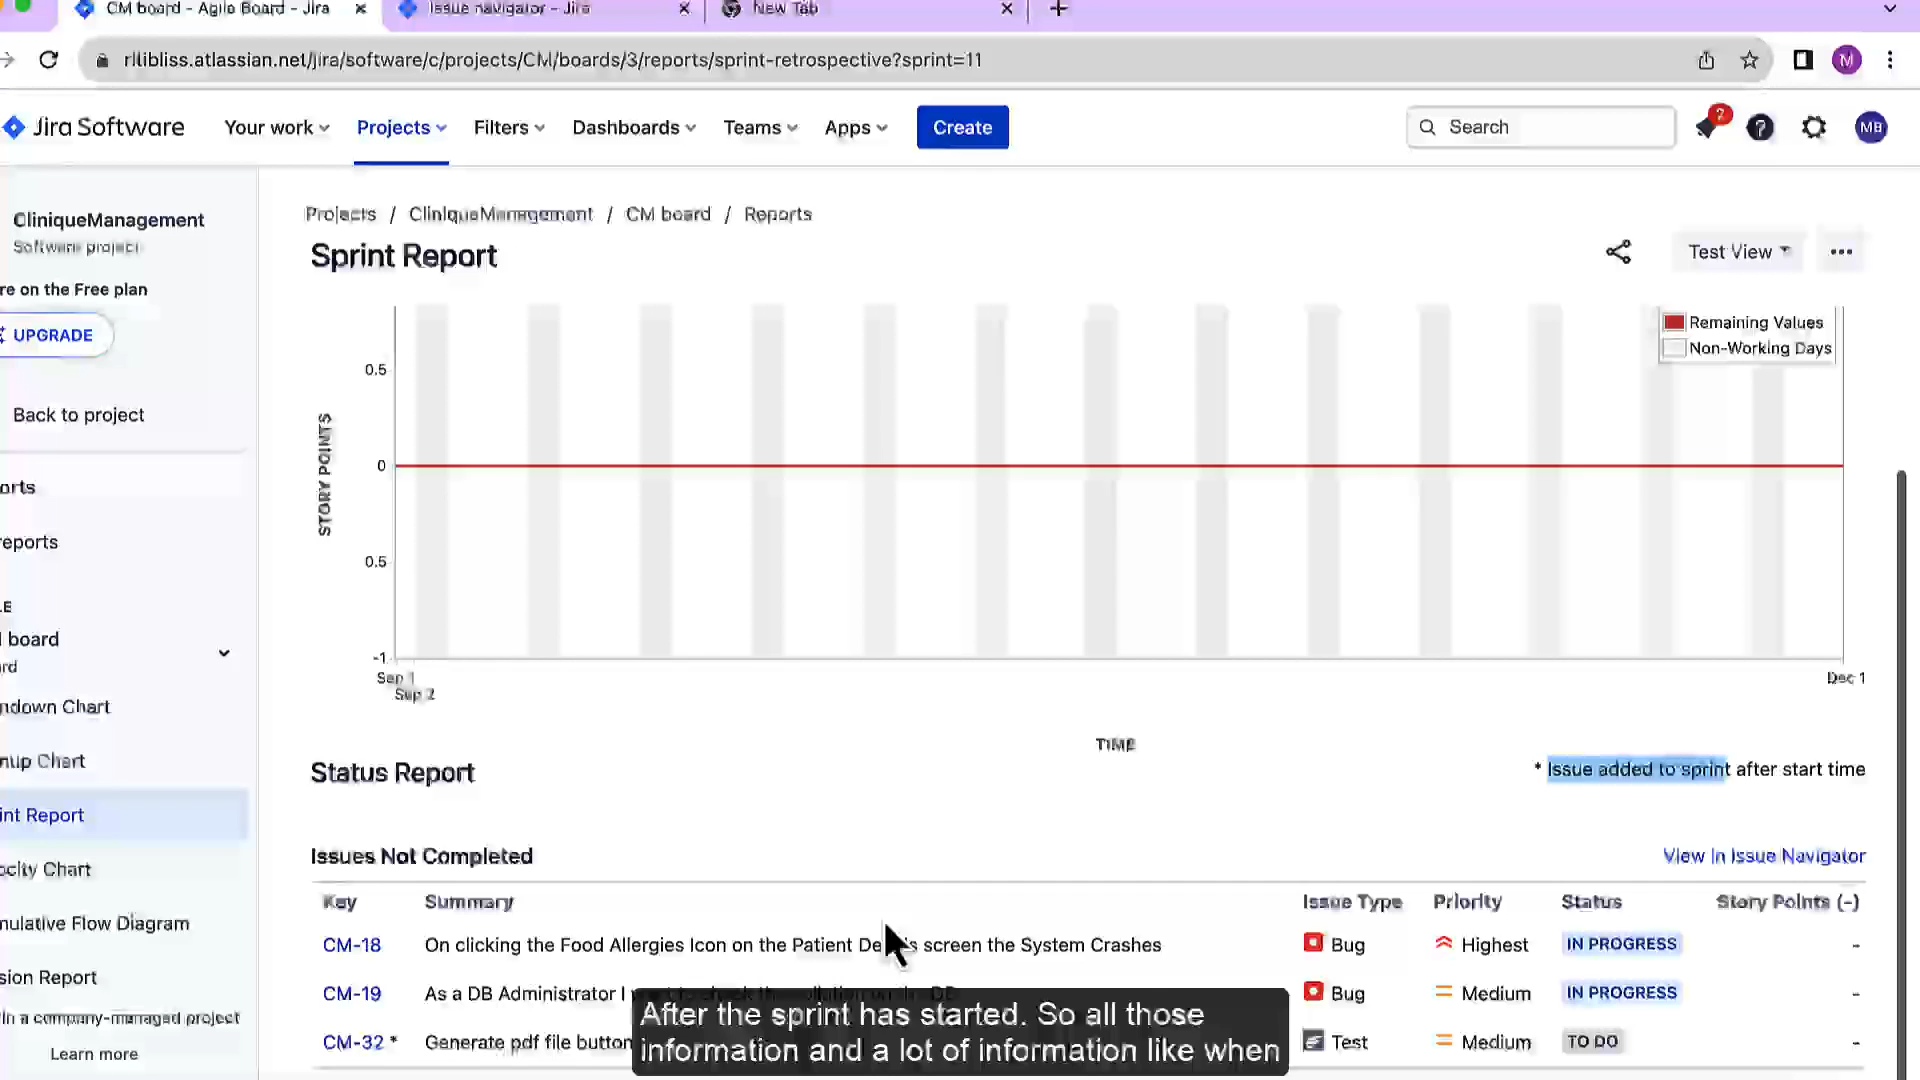 CM board - Agile Board - Jira
Issue navigator - Jira
New Tab
rllibliss.atlassian.net/jira/software/c/projects/CM/boards/3/reports/sprint-retrospective?sprint=11
M
Jira Software
Your work
Projects
Filters
Dashboards
Teams
Apps
Create
Search
2
?
MB
CliniqueManagement
Software project
re on the Free plan
UPGRADE
Back to project
orts
reports
board
rd
ndown Chart
nup Chart
int Report
ocity Chart
mulative Flow Diagram
sion Report
in a company-managed project
Learn more
Projects / CliniqueManagement / CM board / Reports
Sprint Report
Test View
Remaining Values
Non-Working Days
0.5
0
0.5
-1
STORY POINTS
Sep 1
Sep 2
Dec 1
TIME
Status Report
* Issue added to sprint after start time
Issues Not Completed
View in Issue Navigator
Key Summary Issue Type Priority Status Story Points (-)
CM-18 On clicking the Food Allergies Icon on the Patient screen the System Crashes Bug Highest IN PROGRESS -
CM-19 As a DB Administrator I Bug Medium IN PROGRESS -
CM-32 * Generate pdf file button Test Medium TO DO -
After the sprint has started. So all those
information and a lot of information like when